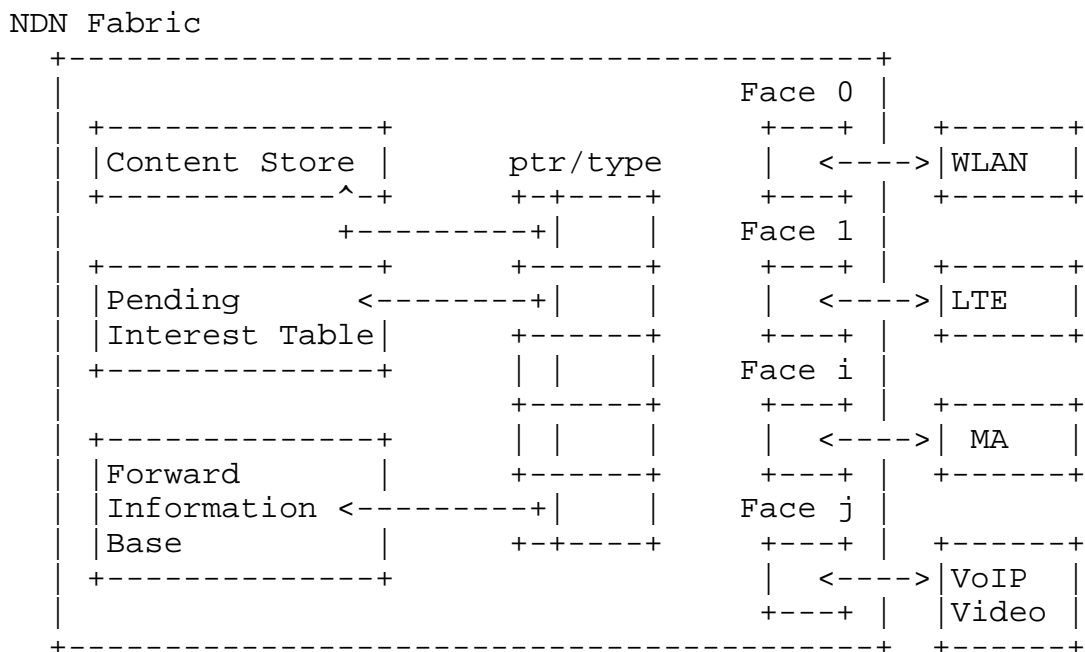 NDN Fabric
Face 0
Content Store ptr/type WLAN
Face 1
Pending LTE
Interest Table
Face i
MA
Forward
Information Face j
Base
VoIP
Video